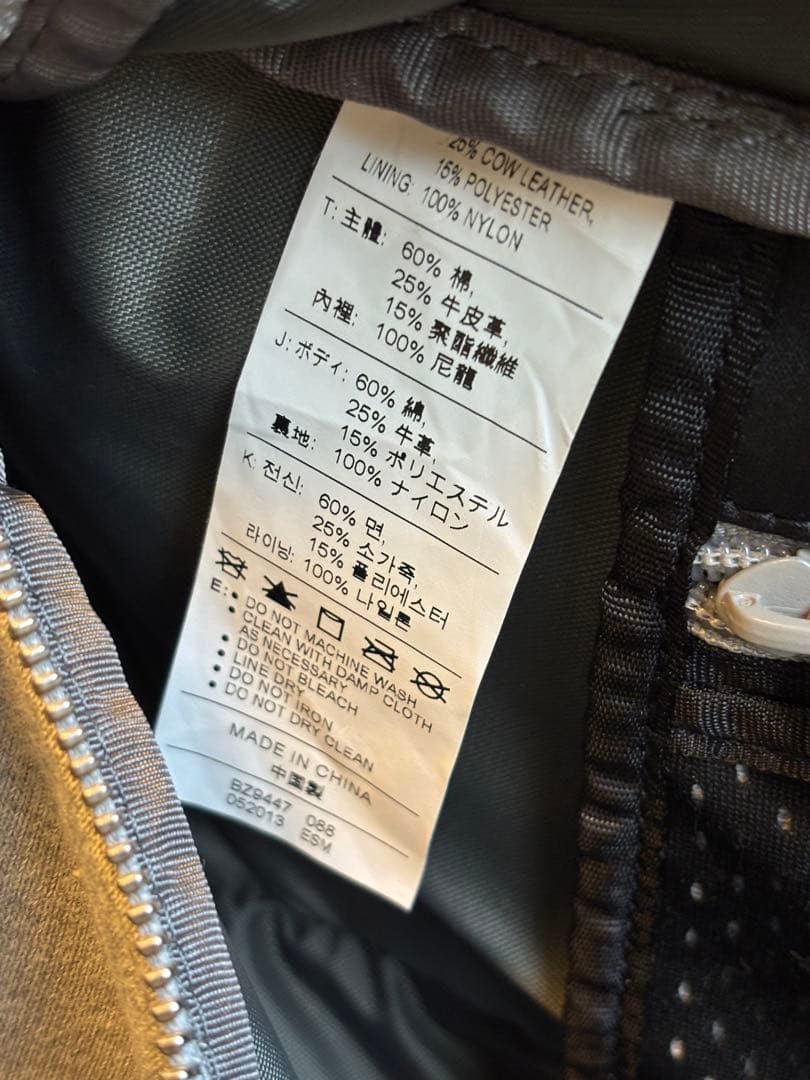 25% COW LEATHER,
15% POLYESTER
LINING: 100% NYLON
T: 主體: 60% 棉,
25% 牛皮革,
15% 聚酯纖維
內裡: 100% 尼龍
J: ボディ: 60% 綿,
25% 牛革,
15% ポリエステル
裏地: 100% ナイロン
K: 전신: 60% 면,
25% 소가죽,
15% 폴리에스터
라이닝: 100% 나일론
E: • DO NOT MACHINE WASH
• CLEAN WITH DAMP CLOTH
AS NECESSARY
• DO NOT BLEACH
• LINE DRY
• DO NOT IRON
• DO NOT DRY CLEAN
MADE IN CHINA
中国製
BZ9447 088
052013 ESM